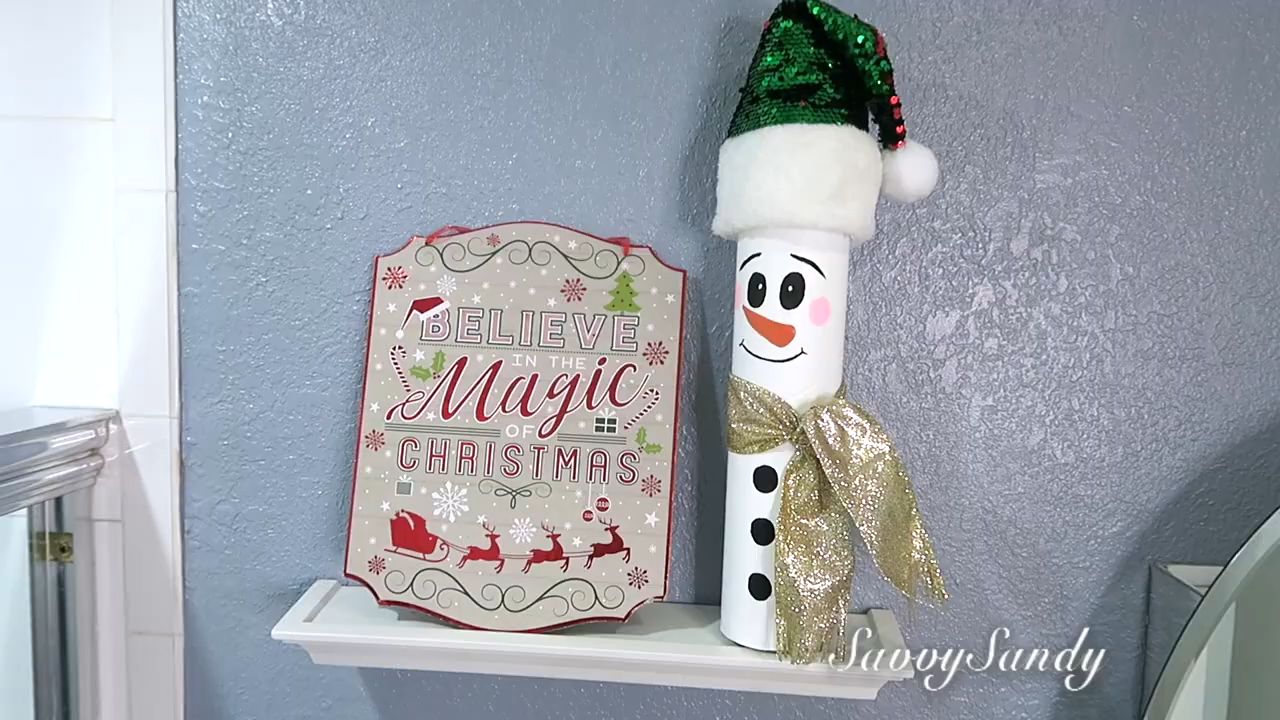 BELIEVE
IN THE
Magic
OF
CHRISTMAS
SavvySandy